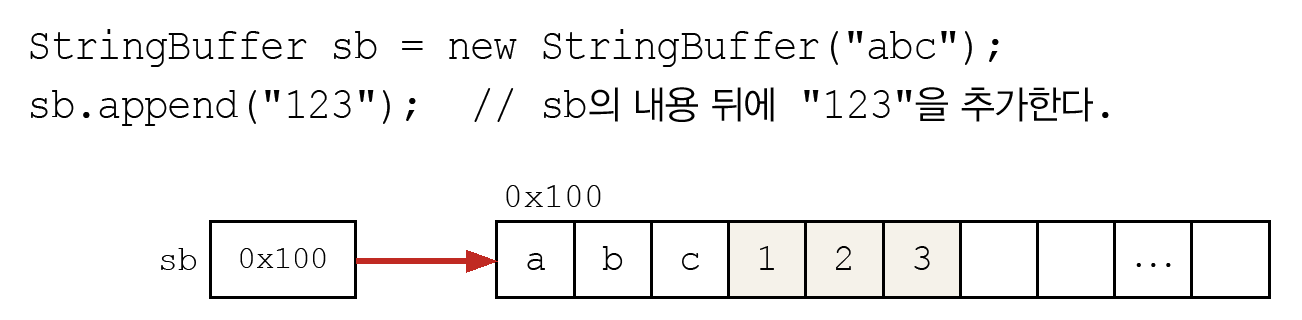 StringBuffer sb = new StringBuffer("abc");
sb.append("123");  // sb의 내용 뒤에 "123"을 추가한다.
0x100
sb 0x100 a b c 1 2 3 ...